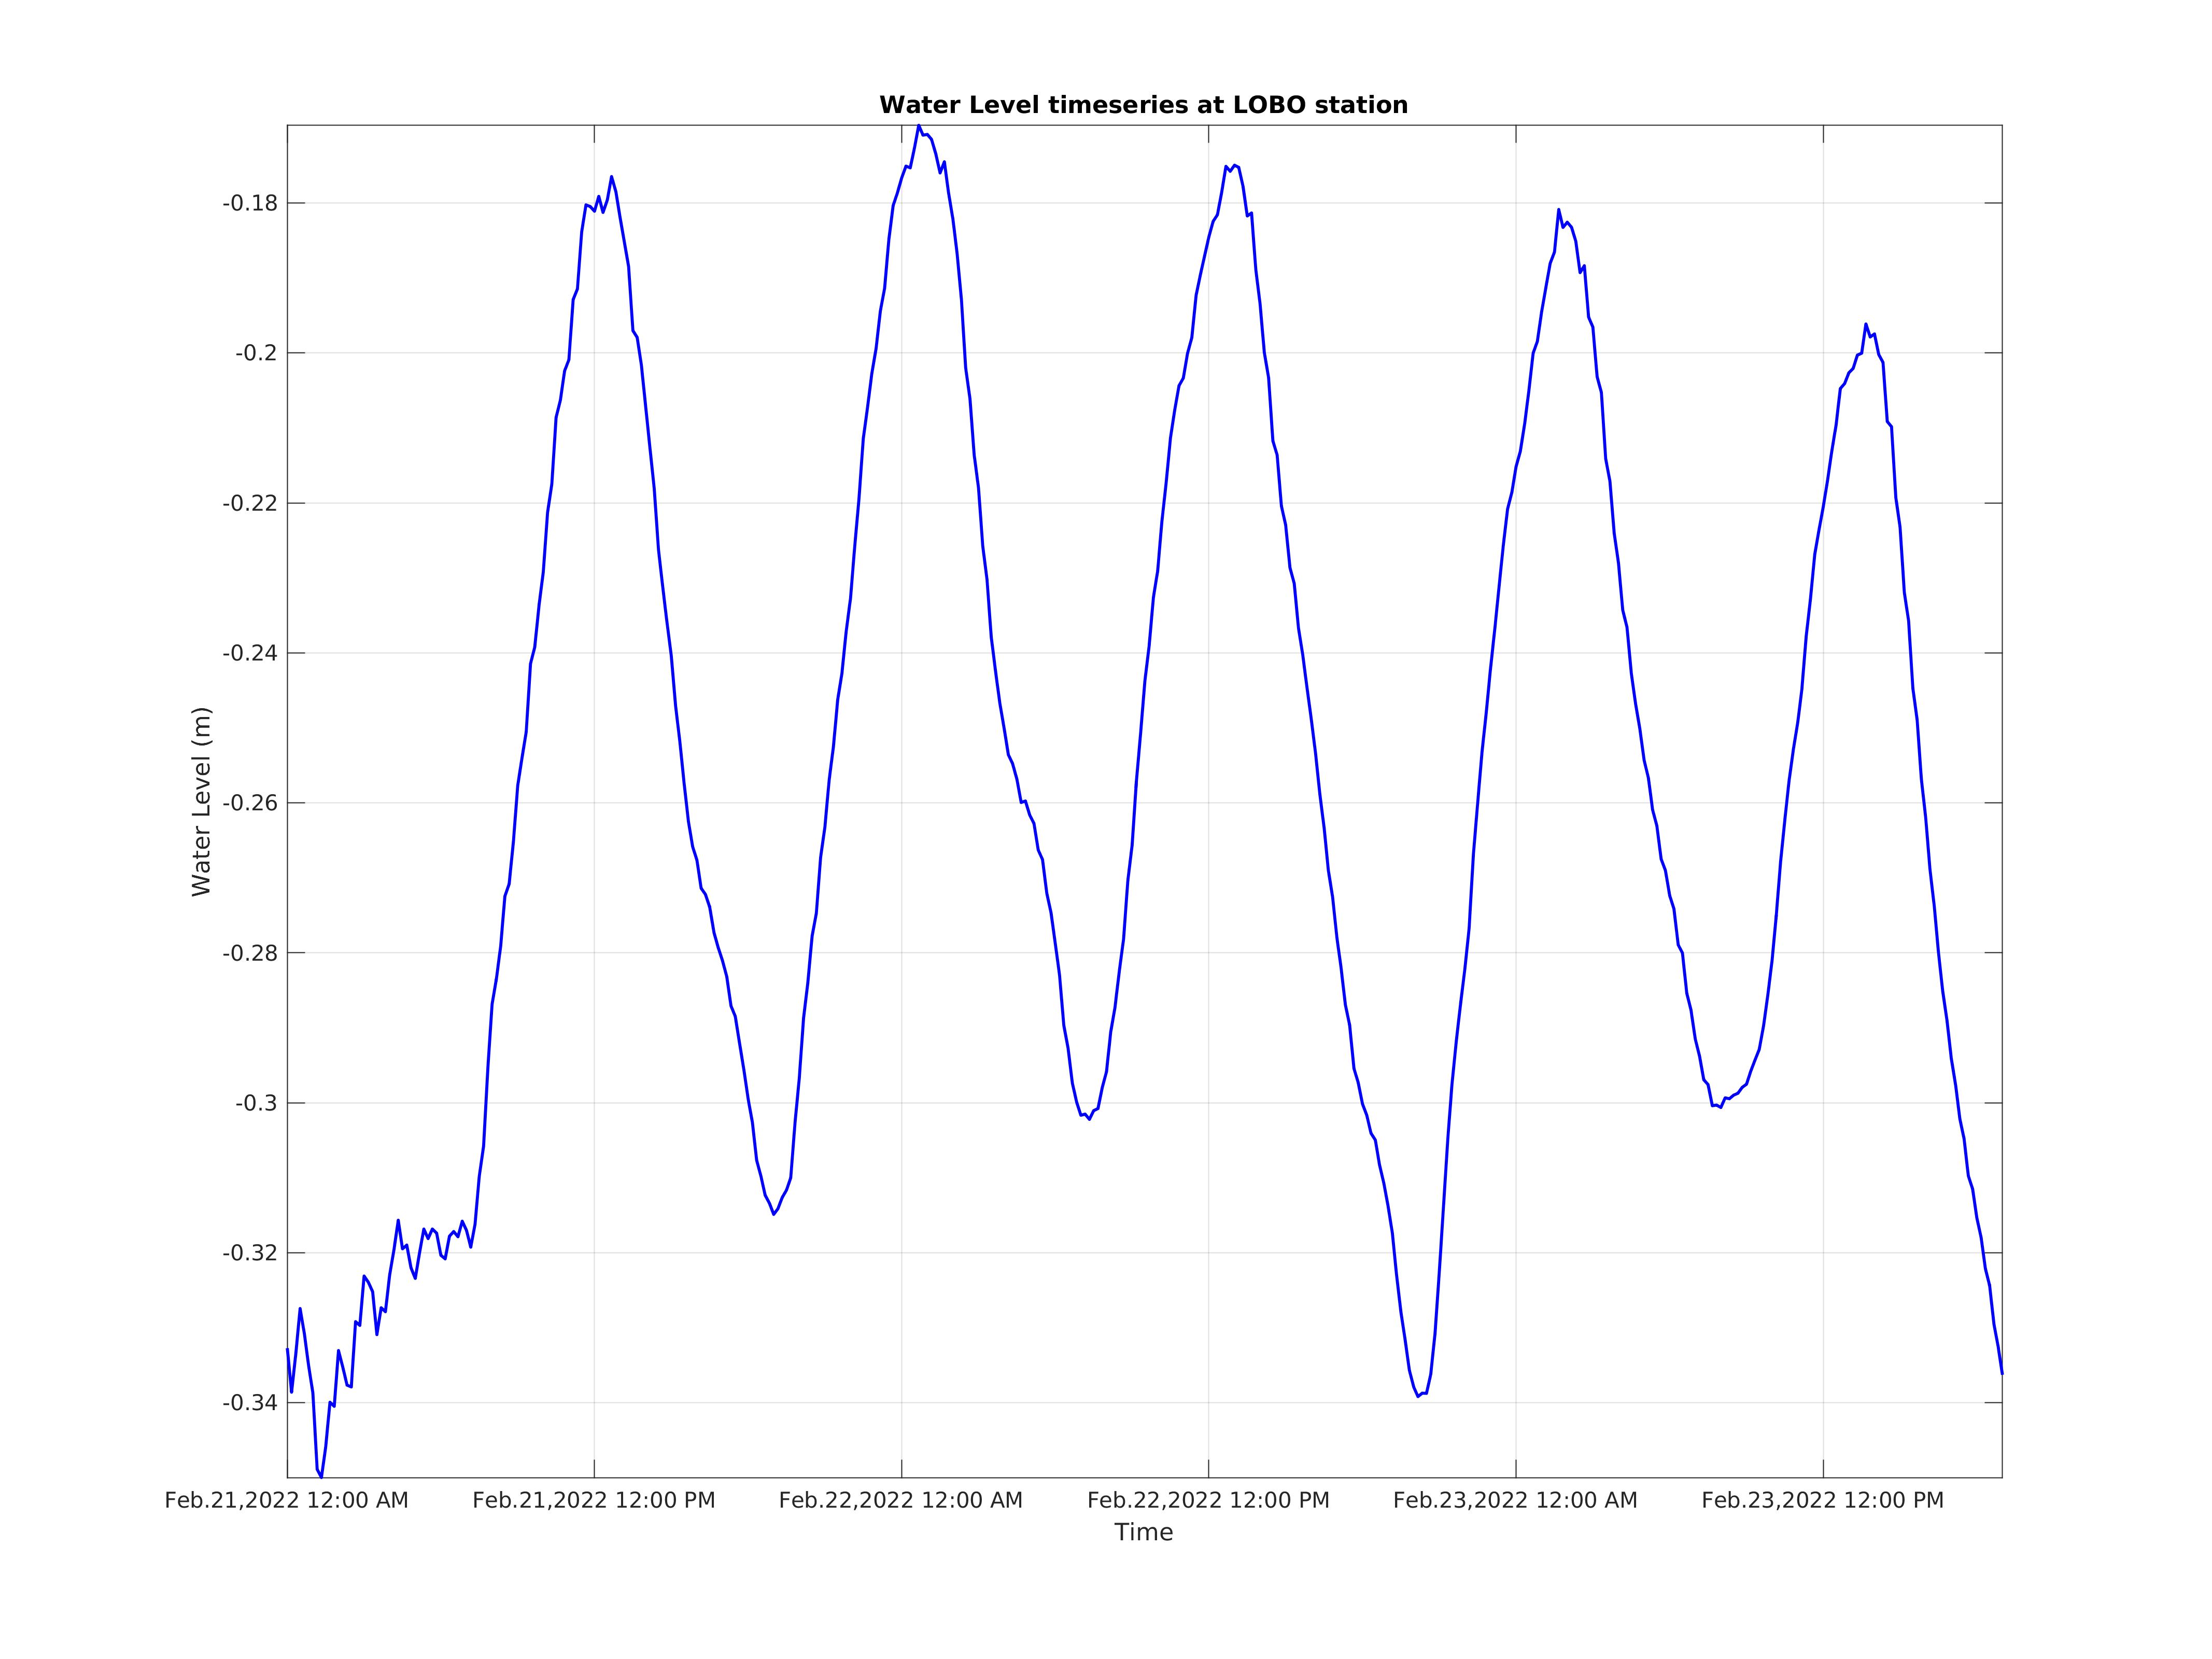 Water Level timeseries at LOBO station
-0.18
-0.2
-0.22
-0.24
-0.26
-0.28
-0.3
-0.32
-0.34
Water Level (m)
Feb.21,2022 12:00 AM
Feb.21,2022 12:00 PM
Feb.22,2022 12:00 AM
Feb.22,2022 12:00 PM
Feb.23,2022 12:00 AM
Feb.23,2022 12:00 PM
Time